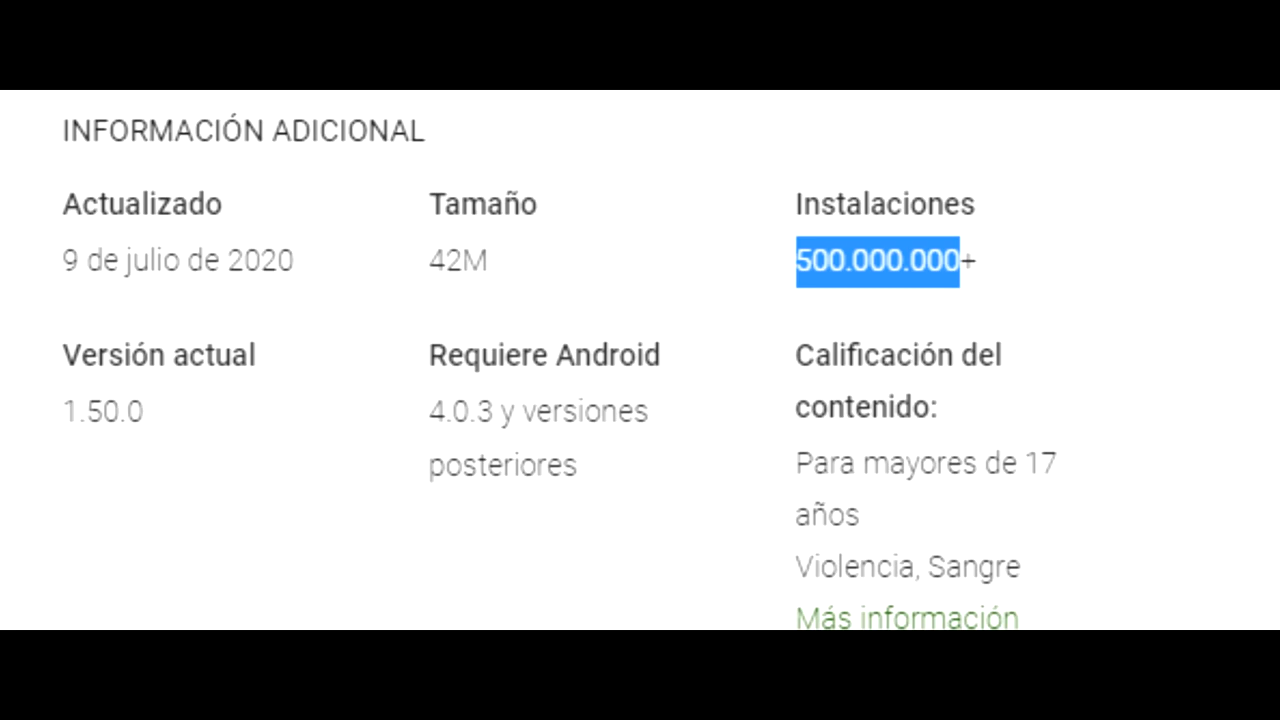 INFORMACIÓN ADICIONAL
Actualizado
9 de julio de 2020
Tamaño
42M
Instalaciones
500.000.000+
Versión actual
1.50.0
Requiere Android
4.0.3 y versiones
posteriores
Calificación del
contenido:
Para mayores de 17
años
Violencia, Sangre
Más información